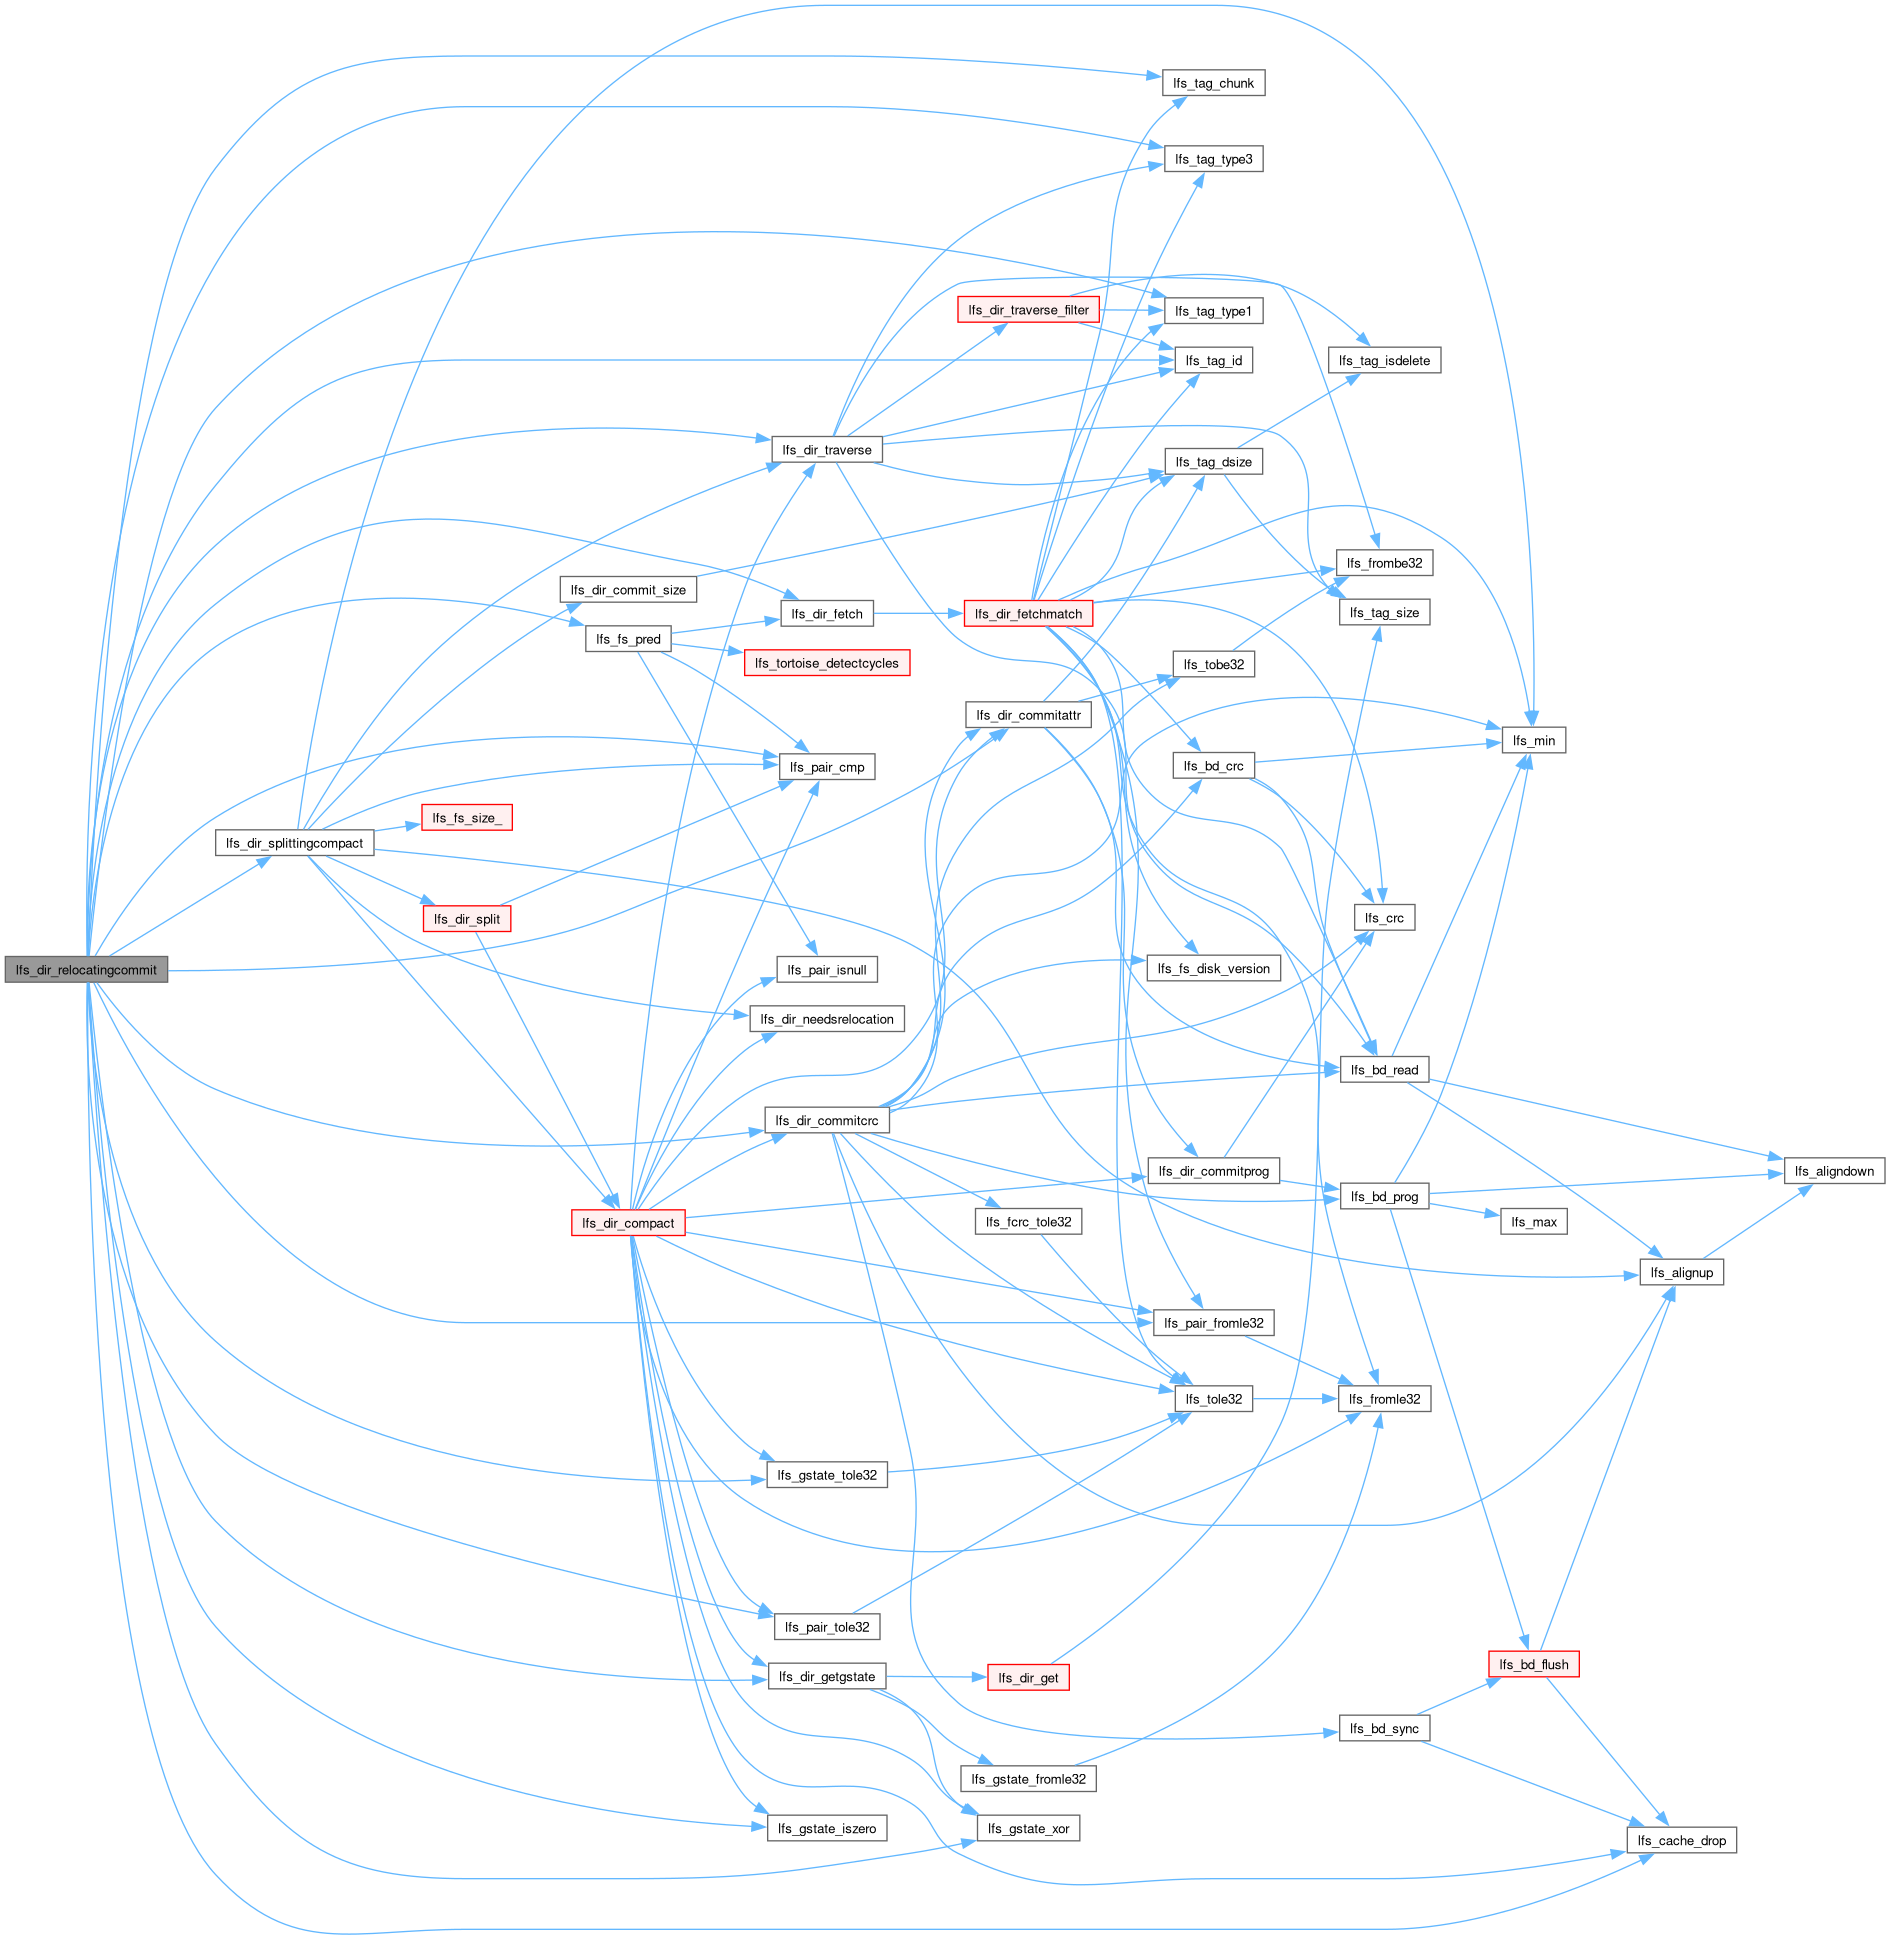 lfs_tag_chunk
lfs_tag_type3
lfs_dir_traverse_filter
lfs_tag_type1
lfs_tag_id
lfs_tag_isdelete
lfs_dir_traverse
lfs_tag_dsize
lfs_frombe32
lfs_dir_commit_size
lfs_dir_fetch
lfs_dir_fetchmatch
lfs_tag_size
lfs_fs_pred
lfs_tortoise_detectcycles
lfs_tobe32
lfs_dir_commitattr
lfs_min
lfs_pair_cmp
lfs_bd_crc
lfs_fs_size_
lfs_dir_splittingcompact
lfs_dir_split
lfs_crc
lfs_dir_relocatingcommit
lfs_pair_isnull
lfs_fs_disk_version
lfs_dir_needsrelocation
lfs_bd_read
lfs_dir_commitcrc
lfs_dir_commitprog
lfs_aligndown
lfs_bd_prog
lfs_dir_compact
lfs_fcrc_tole32
lfs_max
lfs_alignup
lfs_pair_fromle32
lfs_tole32
lfs_fromle32
lfs_gstate_tole32
lfs_pair_tole32
lfs_dir_getgstate
lfs_dir_get
lfs_bd_flush
lfs_bd_sync
lfs_gstate_fromle32
lfs_gstate_iszero
lfs_gstate_xor
lfs_cache_drop